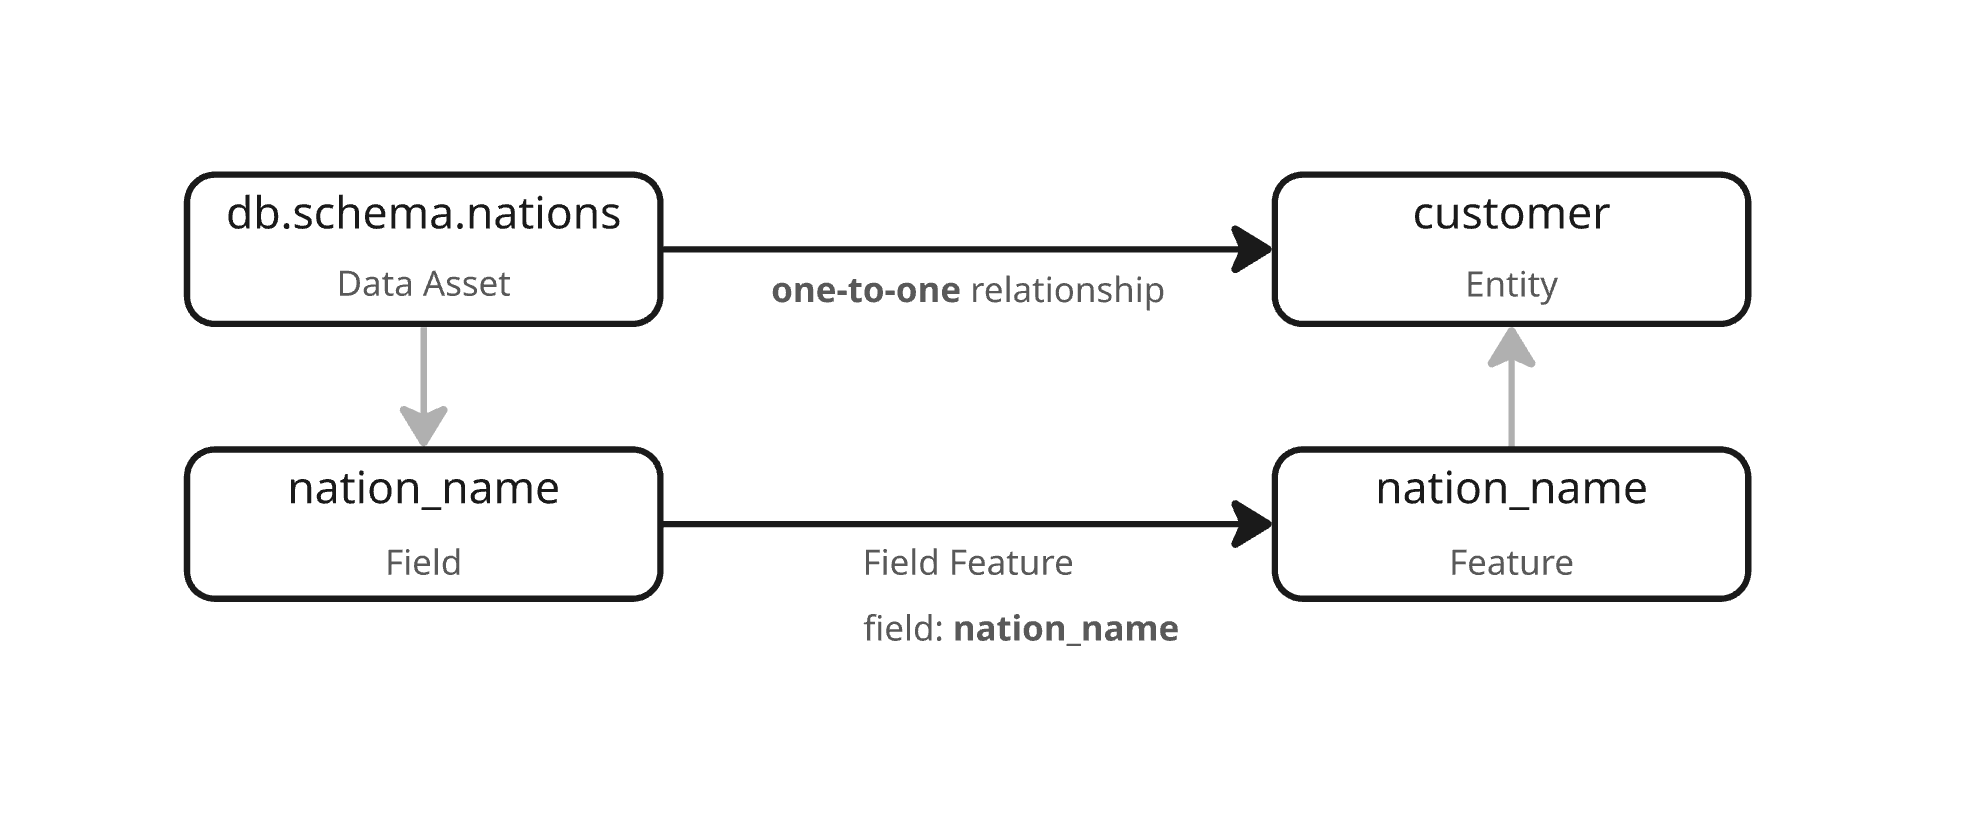 db.schema.nations
Data Asset
one-to-one relationship
customer
Entity
nation_name
Field
Field Feature
field: nation_name
nation_name
Feature